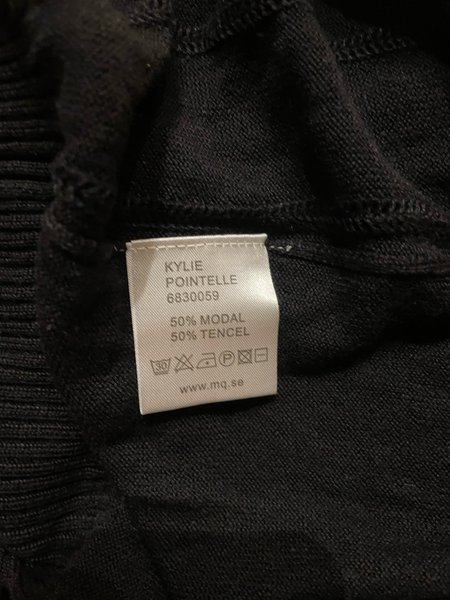 KYLIE
POINTELLE
6830059
50% MODAL
50% TENCEL
30 P
www.mq.se